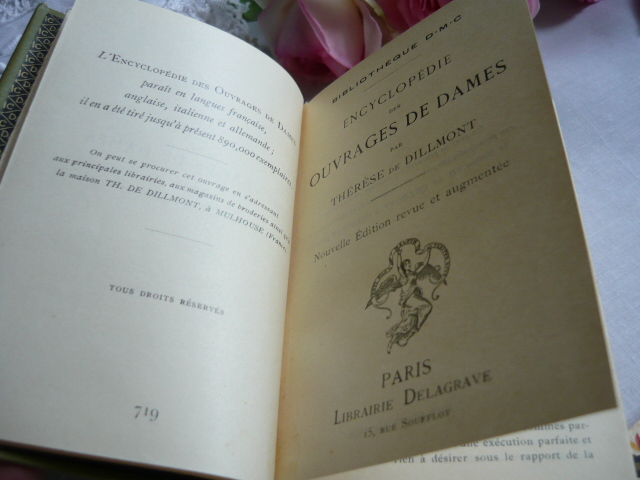 L'ENCYCLOPÉDIE DES OUVRAGES DE DAMES
paraît en langues française,
anglaise, italienne et allemande;
il en a été tiré jusqu'à présent 890,000 exemplaires
On peut se procurer cet ouvrage en s'adressant
aux principales librairies, aux magasins de broderies ainsi qu'à
la maison TH. DE DILLMONT, à MULHOUSE (France)
TOUS DROITS RÉSERVÉS
719
BIBLIOTHÈQUE D·M·C
ENCYCLOPÉDIE
DES
OUVRAGES DE DAMES
PAR
THÉRÈSE DE DILLMONT
Nouvelle Édition revue et augmentée
PARIS
LIBRAIRIE DELAGRAVE
15, RUE SOUFFLOT
par-
une exécution parfaite et
rien à désirer sous le rapport de la